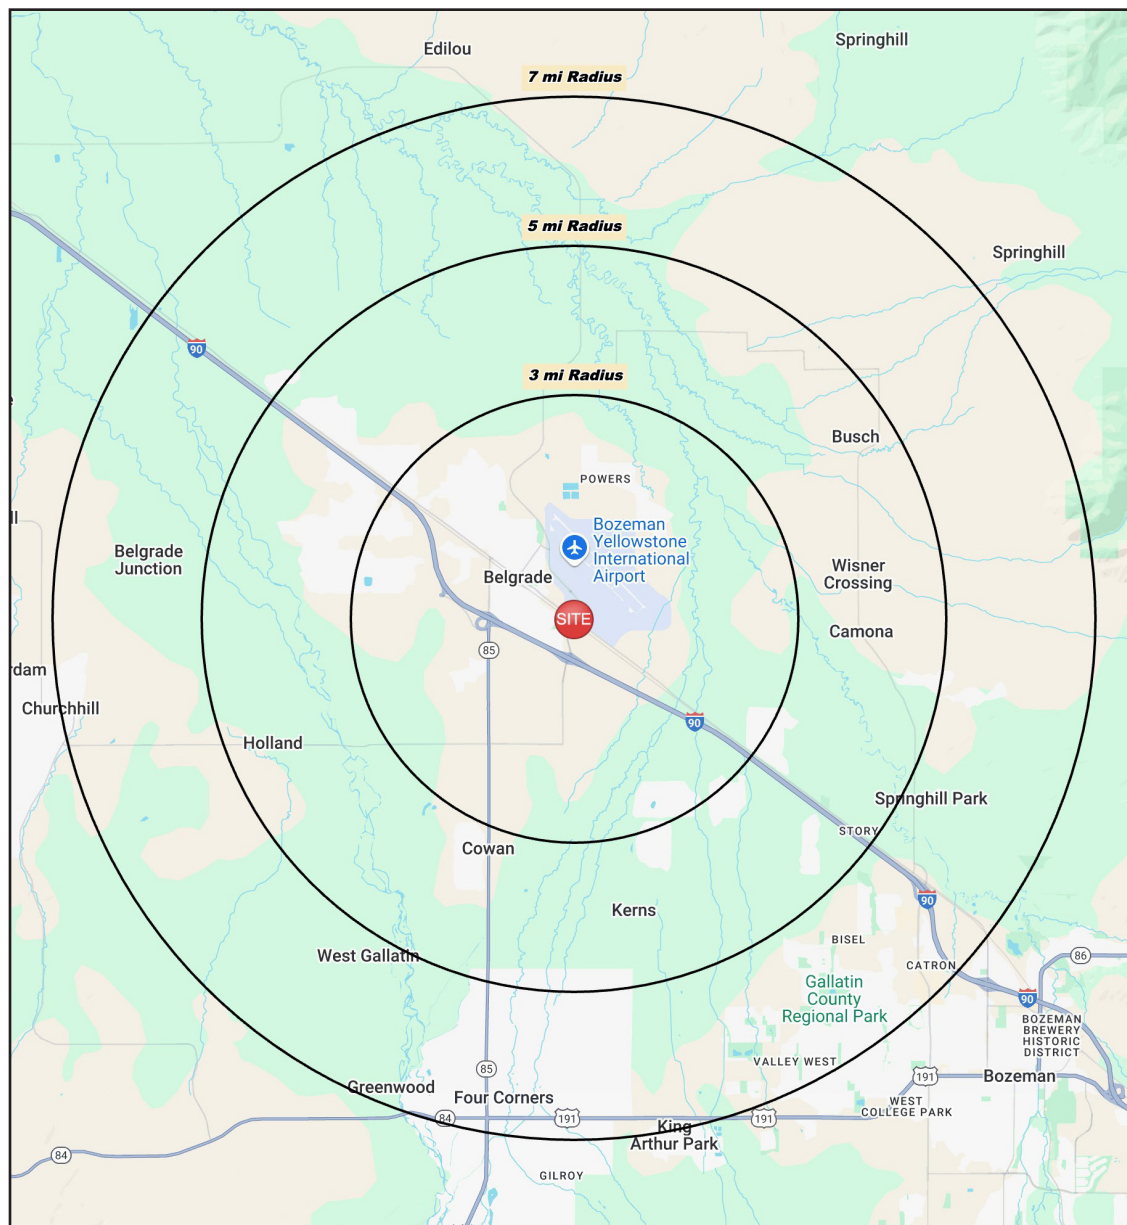 Edilou
Springhill
7 mi Radius
5 mi Radius
Springhill
90
3 mi Radius
Busch
POWERS
Bozeman
Yellowstone
International
Airport
Belgrade
Junction
Belgrade
Wisner
Crossing
SITE
Camona
85
rdam
Churchhill
90
Holland
Springhill Park
STORY
Cowan
90
Kerns
BISEL
West Gallatin
CATRON
86
Gallatin
County
Regional Park
90
BOZEMAN
BREWERY
HISTORIC
DISTRICT
VALLEY WEST
85
191
Bozeman
Greenwood
Four Corners
WEST
COLLEGE PARK
84
191
191
King
Arthur Park
84
GILROY